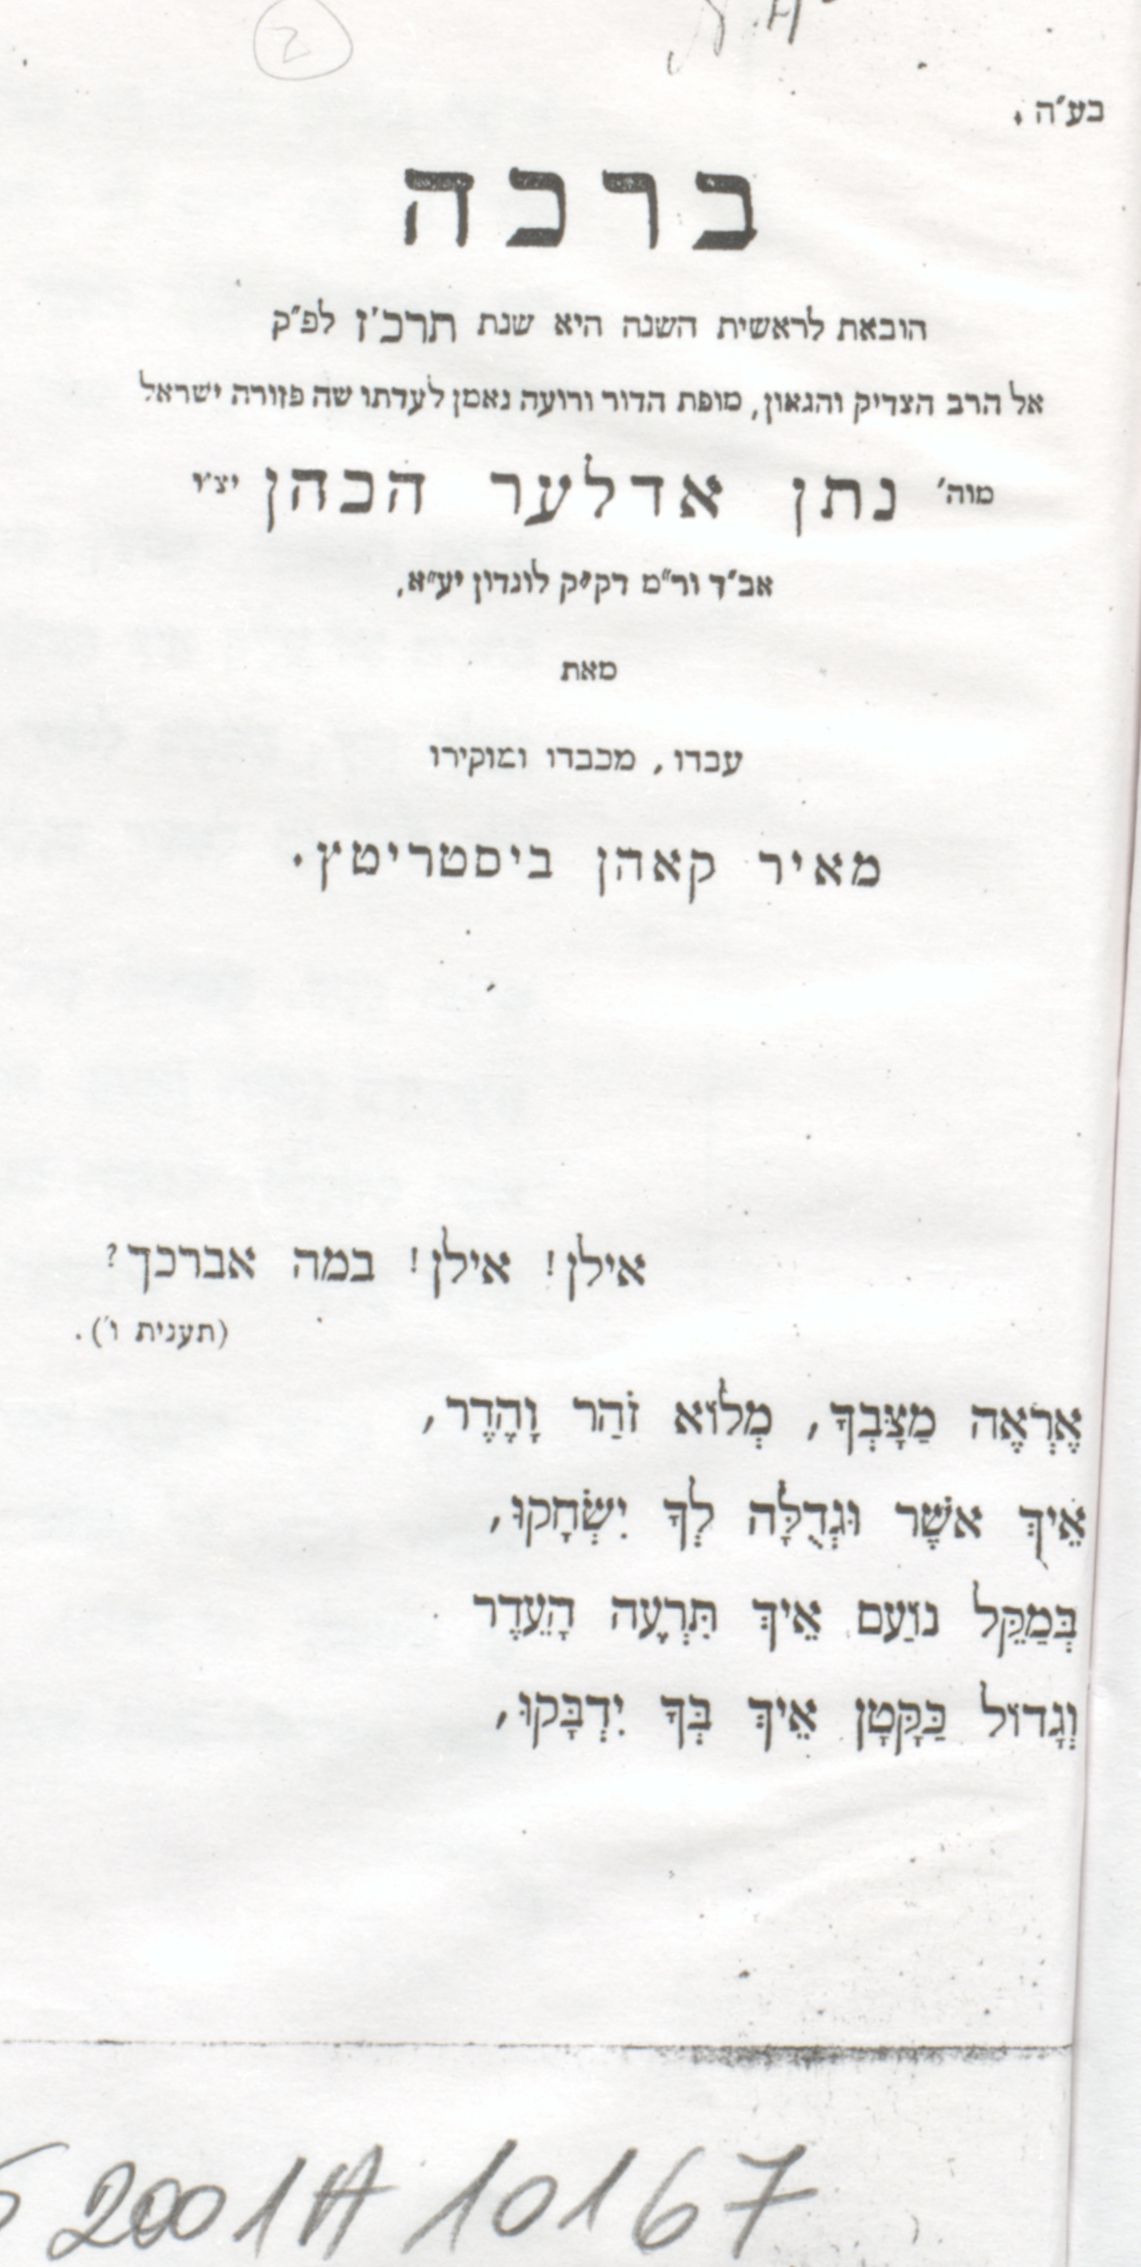 2
בע"ה.
ברכה
הובאת לראשית השנה היא שנת תרכ'ז לפ"ק
אל הרב הצדיק והגאון, מופת הדור ורועה נאמן לעדתו שה פזורה ישראל
מוה' נתן אדלער הכהן יצ"ו
אב"ד ור"מ דק"ק לונדון יע"א,
מאת
עבדו, מכבדו ומוקירו
מאיר קאהן ביסטריטץ.
אילן! אילן! במה אברכך?
(תענית ו').
אֶרְאֶה מַצָּבְךָ, מְלוֹא זֹהַר וָהָדָר,
אֵיךְ אשֶׁר וּגְדֻלָּה לְךָ יִשְׂחָקוּ,
בְּמַקֵּל נוֹעַם אֵיךְ תִּרְעֶה הָעֵדֶר
וְגָדוֹל כַּקָּטָן אֵיךְ בְּךָ יִדְבָּקוּ,
2001A 10167